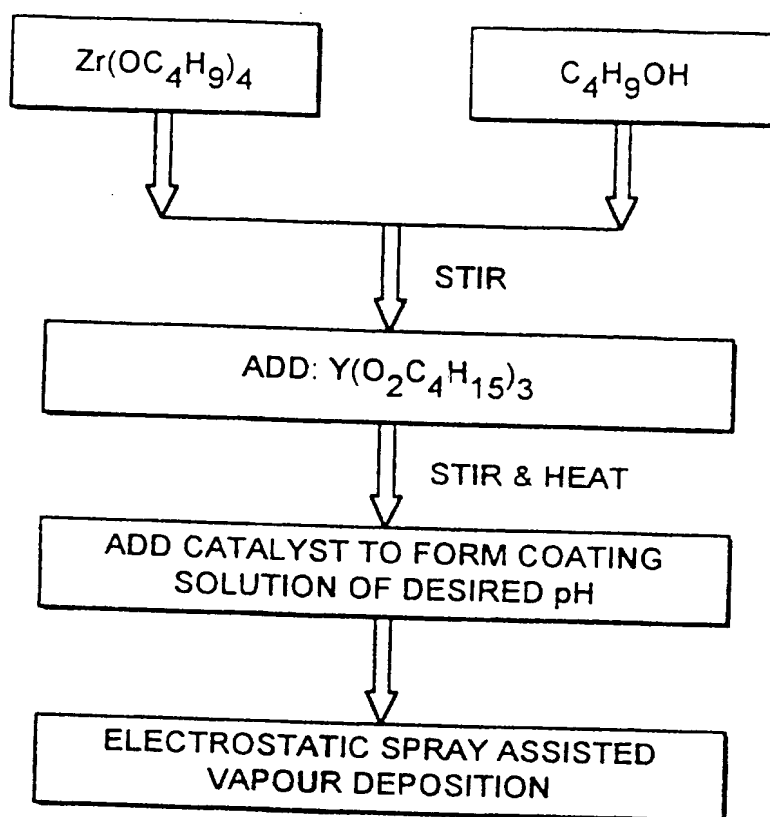 Zr(OC₄H₉)₄
C₄H₉OH
STIR
ADD: Y(O₂C₄H₁₅)₃
STIR & HEAT
ADD CATALYST TO FORM COATING
SOLUTION OF DESIRED pH
ELECTROSTATIC SPRAY ASSISTED
VAPOUR DEPOSITION